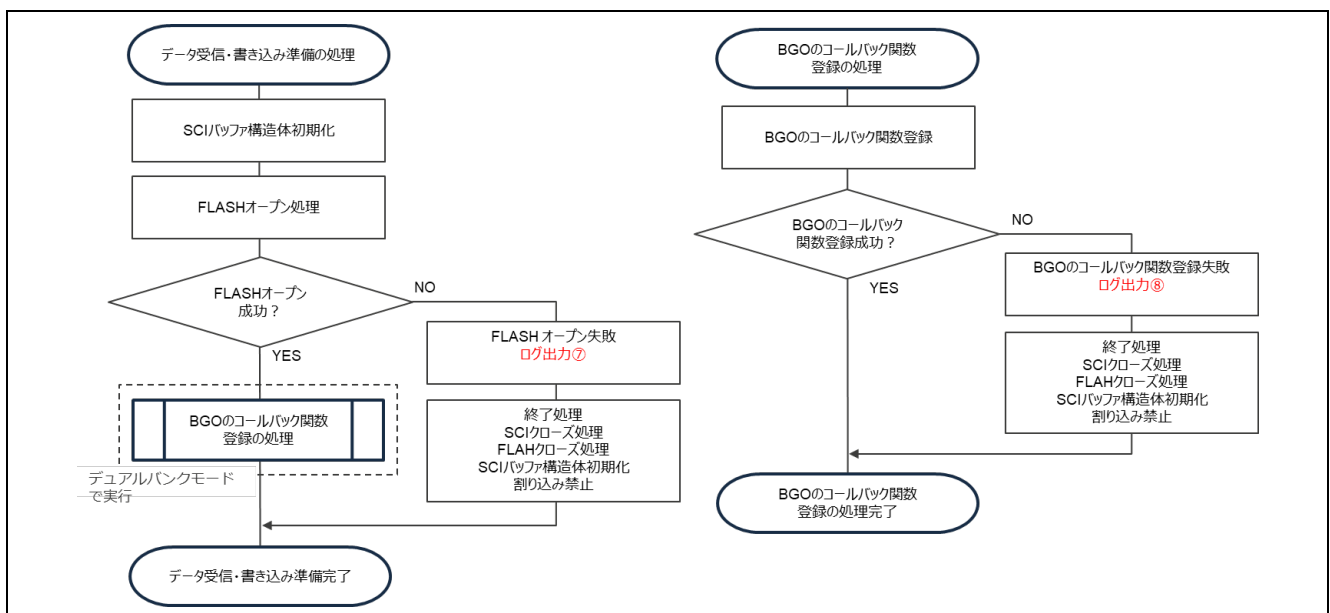 データ受信・書き込み準備の処理
SCIバッファ構造体初期化
FLASHオープン処理
FLASHオープン
成功？
NO
YES
FLASH オープン失敗
ログ出力⑦
BGOのコールバック関数
登録の処理
デュアルバンクモード
で実行
終了処理
SCIクローズ処理
FLAHクローズ処理
SCIバッファ構造体初期化
割り込み禁止
データ受信・書き込み準備完了
BGOのコールバック関数
登録の処理
BGOのコールバック関数登録
BGOのコールバック
関数登録成功？
NO
YES
BGOのコールバック関数登録失敗
ログ出力⑧
終了処理
SCIクローズ処理
FLAHクローズ処理
SCIバッファ構造体初期化
割り込み禁止
BGOのコールバック関数
登録の処理完了